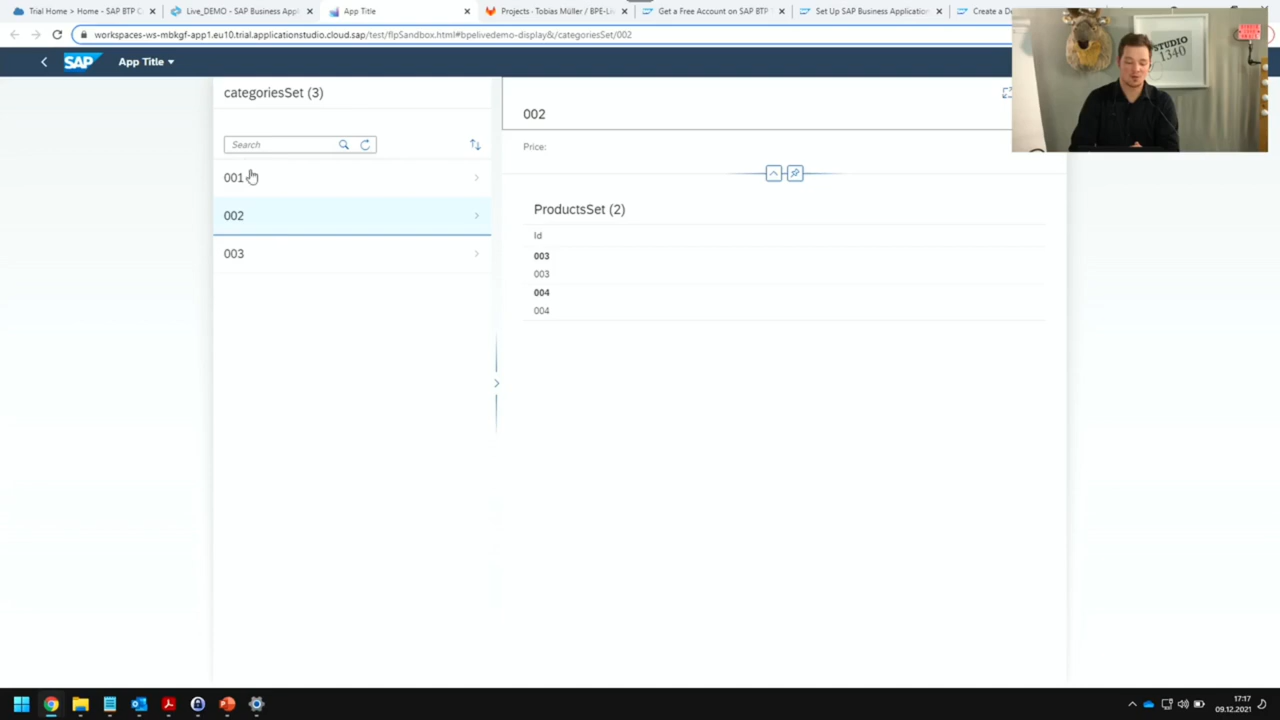 Trial Home > Home - SAP BTP C
Live_DEMO - SAP Business Appl
App Title
Projects · Tobias Müller / BPE-Li
Get a Free Account on SAP BTP
Set Up SAP Business Application
Create a De
workspaces-ws-mbkgf-app1.eu10.trial.applicationstudio.cloud.sap/test/flpSandbox.html#bpelivedemo-display&/categoriesSet/002
SAP
App Title
STUDIO
1340
categoriesSet (3)
Search
001
002
003
002
Price:
ProductsSet (2)
Id
003
003
004
004
17:17
09.12.2021